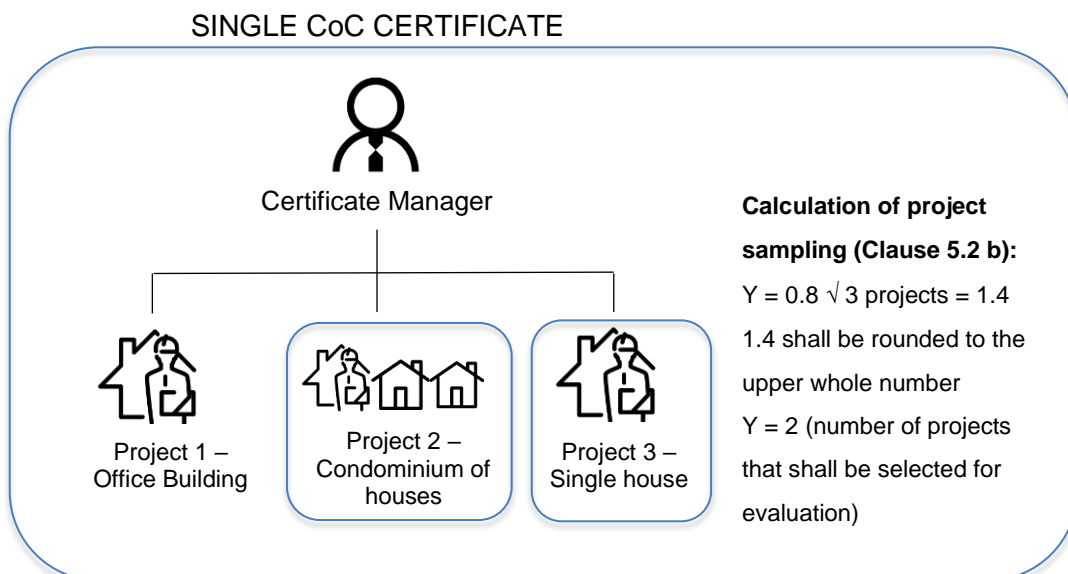 SINGLE CoC CERTIFICATE
Certificate Manager
Project 1 –
Office Building
Project 2 –
Condominium of
houses
Project 3 –
Single house
Calculation of project
sampling (Clause 5.2 b):
Y = 0.8 √ 3 projects = 1.4
1.4 shall be rounded to the
upper whole number
Y = 2 (number of projects
that shall be selected for
evaluation)